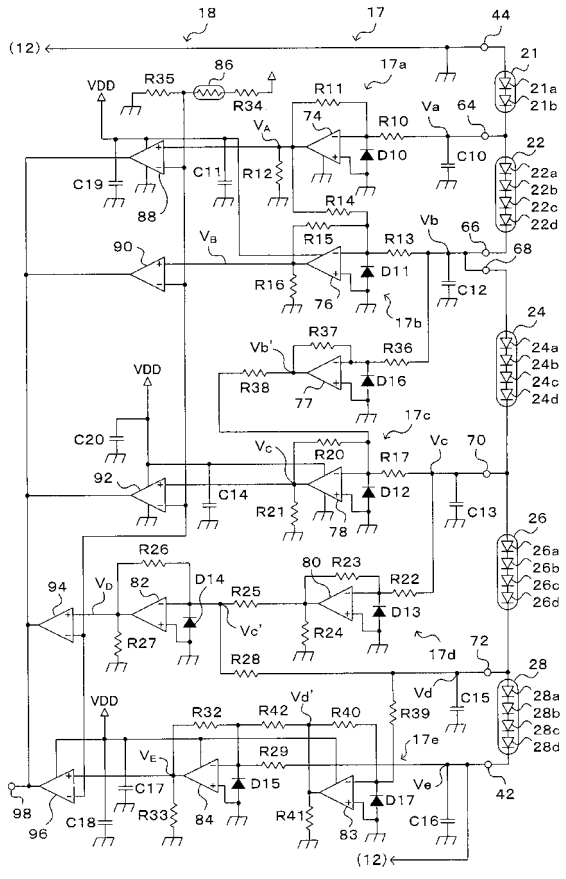 18
17
44
(12)
R35
86
R34
R11
17a
21
21a
21b
VDD
VA
74
R10
Va
64
22
D10
C10
22a
22b
22c
22d
C19
88
C11
R12
R14
R15
90
VB
R13
Vb
66
68
D11
C12
R16
76
17b
24
24a
24b
24c
24d
R37
Vb'
R36
R38
77
D16
VDD
17c
C20
R20
VC
R17
Vc
70
92
C14
R21
78
D12
C13
26
26a
26b
26c
26d
R26
R23
94
VD
82
D14
R25
80
R22
R27
Vc'
R24
D13
17d
R28
72
Vd
C15
28
28a
28b
28c
28d
VDD
R32
R42
Vd'
R40
R39
VE
R29
17e
D15
D17
Ve
42
98
96
C17
C18
R33
84
R41
83
C16
(12)